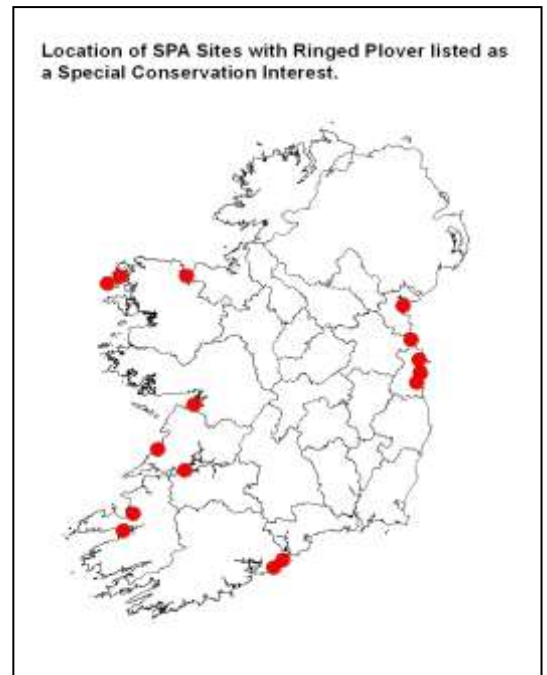 Location of SPA Sites with Ringed Plover listed as
a Special Conservation Interest.